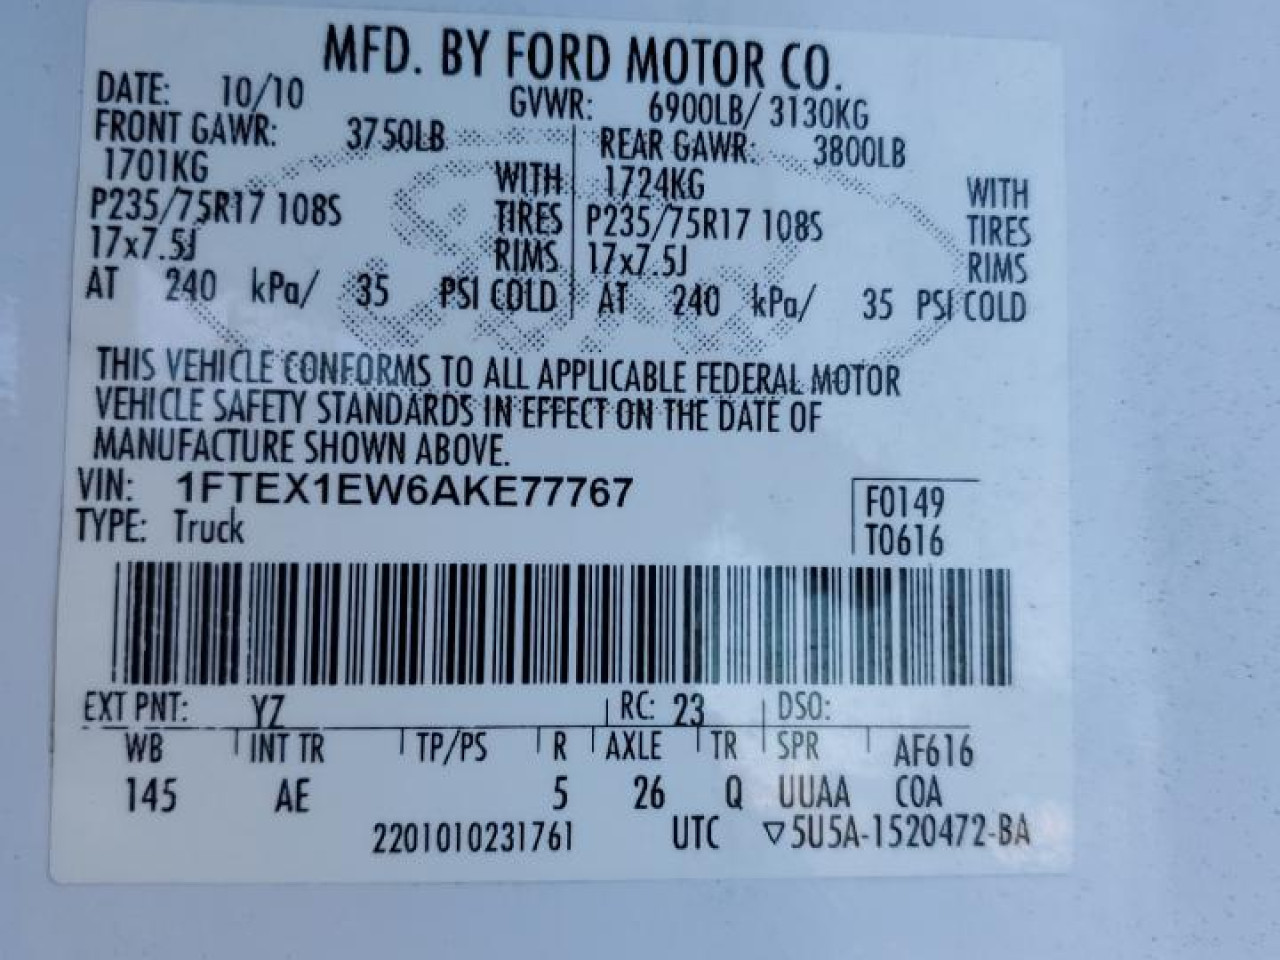 MFD. BY FORD MOTOR CO.
DATE: 10/10 GVWR: 6900LB/ 3130KG
FRONT GAWR: 3750LB REAR GAWR: 3800LB
1701KG WITH 1724KG WITH
P235/75R17 108S TIRES P235/75R17 108S TIRES
17x7.5J RIMS 17x7.5J RIMS
AT 240 kPa/ 35 PSI COLD AT 240 kPa/ 35 PSI COLD
THIS VEHICLE CONFORMS TO ALL APPLICABLE FEDERAL MOTOR
VEHICLE SAFETY STANDARDS IN EFFECT ON THE DATE OF
MANUFACTURE SHOWN ABOVE.
VIN: 1FTEX1EW6AKE77767 F0149
TYPE: Truck T0616
EXT PNT: YZ RC: 23 DSO:
WB INT TR TP/PS R AXLE TR SPR AF616
145 AE 5 26 Q UUAA COA
2201010231761 UTC ▽5U5A-1520472-BA